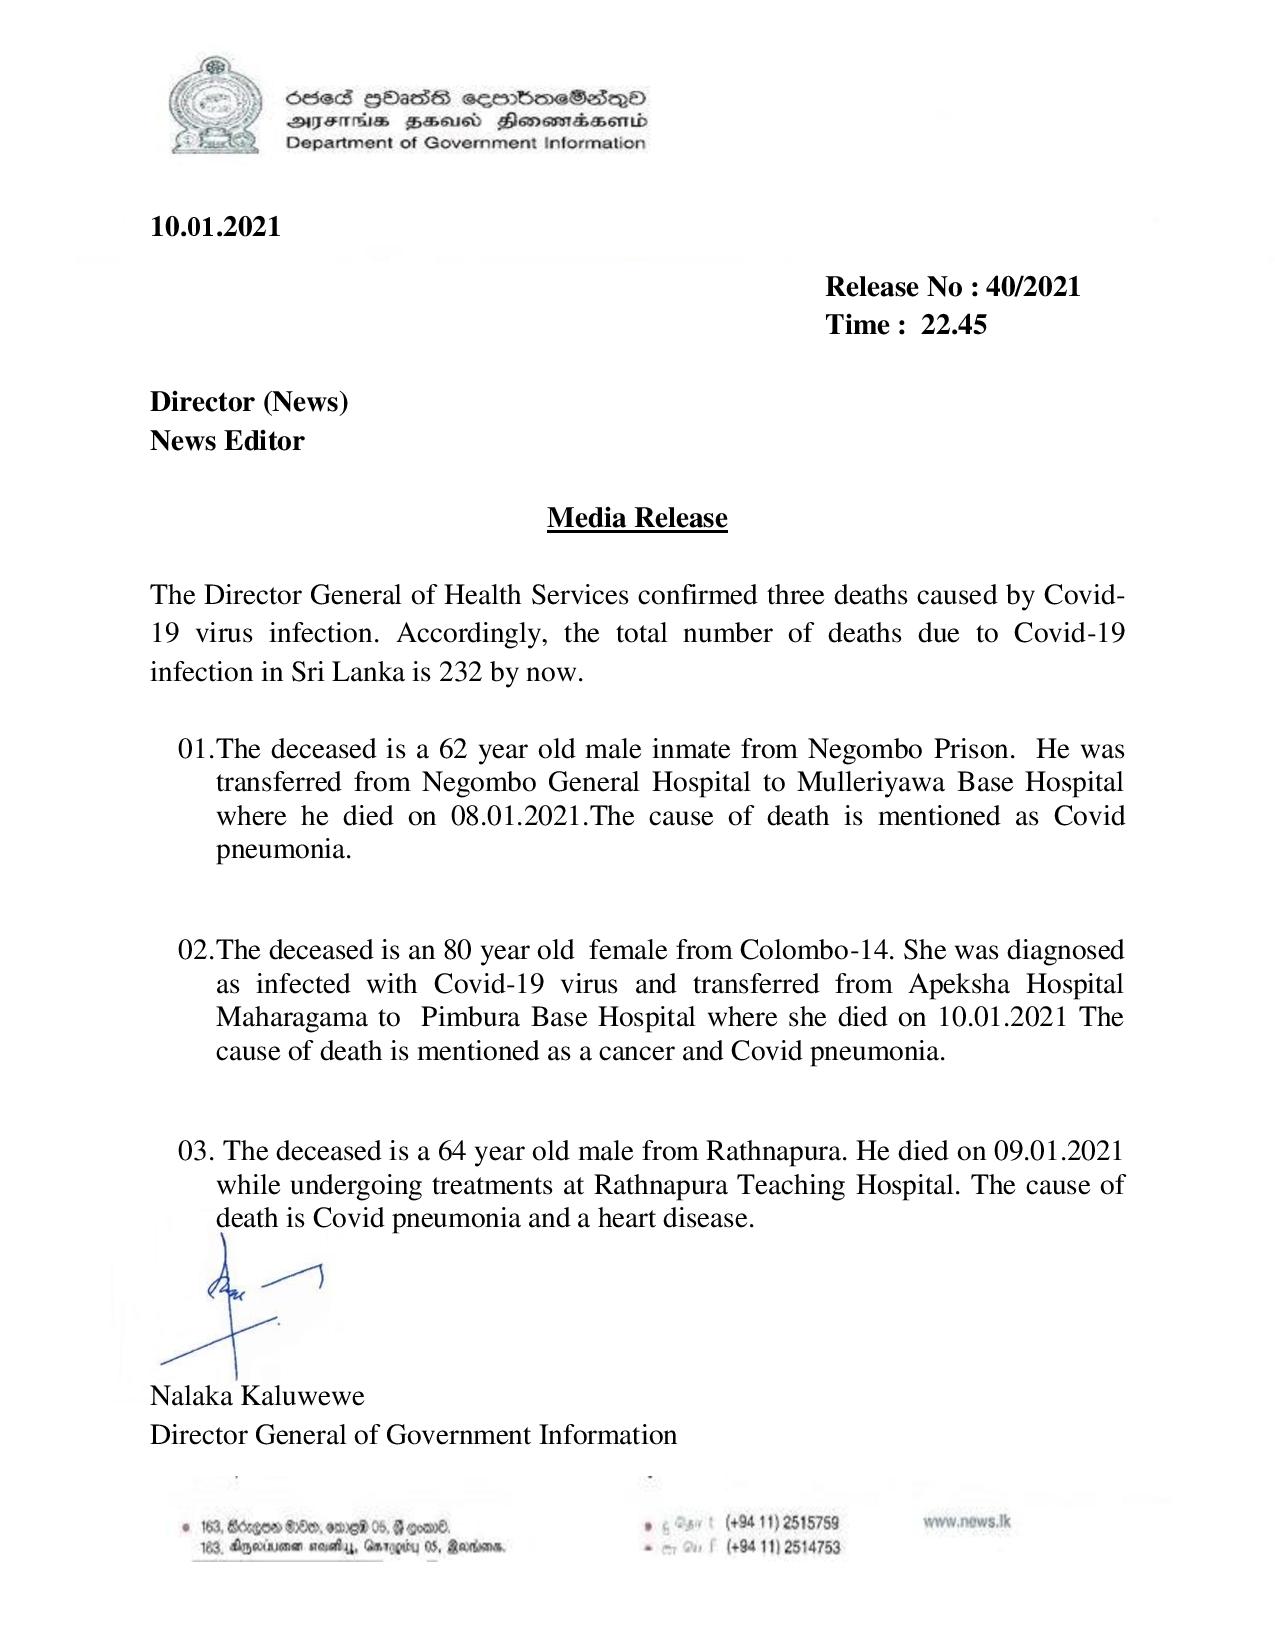 රජයේ ප්‍රවෘත්ති දෙපාර්තමේන්තුව
அரசாங்க தகவல் திணைக்களம்
Department of Government Information
10.01.2021
Release No : 40/2021
Time : 22.45
Director (News)
News Editor
Media Release
The Director General of Health Services confirmed three deaths caused by Covid-
19 virus infection. Accordingly, the total number of deaths due to Covid-19
infection in Sri Lanka is 232 by now.
01.The deceased is a 62 year old male inmate from Negombo Prison. He was
transferred from Negombo General Hospital to Mulleriyawa Base Hospital
where he died on 08.01.2021.The cause of death is mentioned as Covid
pneumonia.
02.The deceased is an 80 year old female from Colombo-14. She was diagnosed
as infected with Covid-19 virus and transferred from Apeksha Hospital
Maharagama to Pimbura Base Hospital where she died on 10.01.2021 The
cause of death is mentioned as a cancer and Covid pneumonia.
03. The deceased is a 64 year old male from Rathnapura. He died on 09.01.2021
while undergoing treatments at Rathnapura Teaching Hospital. The cause of
death is Covid pneumonia and a heart disease.
Nalaka Kaluwewe
Director General of Government Information
163, කිරුලපන මාවත, කොළඹ 05, ශ්‍රී ලංකාව.
163, கிருலப்பனை எவனியூ, கொழும்பு 05, இலங்கை.
(+94 11) 2515759
(+94 11) 2514753
www.news.lk